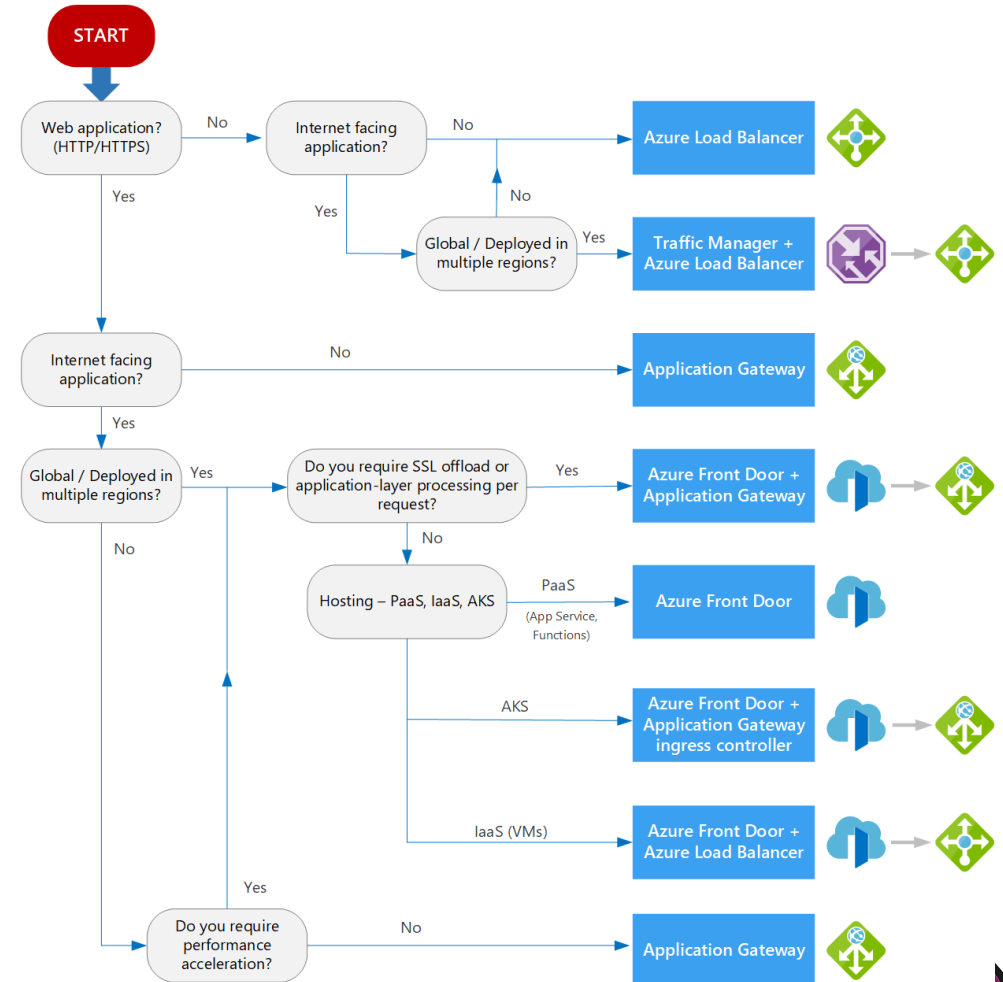 START
Web application?
(HTTP/HTTPS)
No
Internet facing
application?
No
Azure Load Balancer
Yes
Yes
No
Global / Deployed in
multiple regions?
Yes
Traffic Manager +
Azure Load Balancer
Internet facing
application?
No
Application Gateway
Yes
Global / Deployed in
multiple regions?
Yes
Do you require SSL offload or
application-layer processing per
request?
Yes
Azure Front Door +
Application Gateway
No
No
Hosting – PaaS, IaaS, AKS
PaaS
(App Service,
Functions)
Azure Front Door
AKS
Azure Front Door +
Application Gateway
ingress controller
IaaS (VMs)
Azure Front Door +
Azure Load Balancer
Yes
Do you require
performance
acceleration?
No
Application Gateway